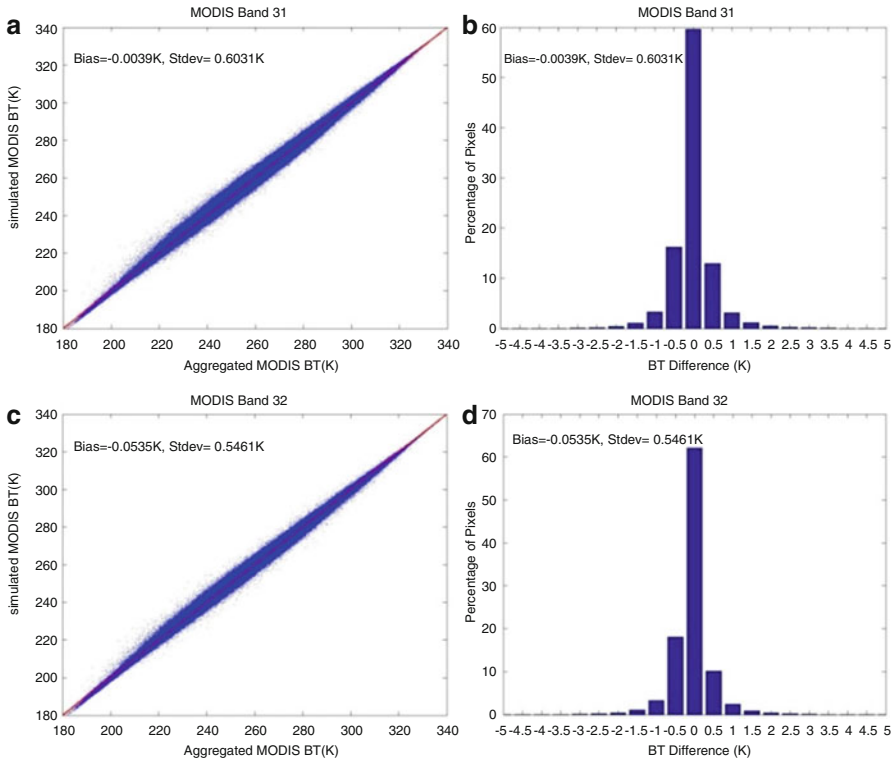 a
MODIS Band 31
Bias=-0.0039K, Stdev= 0.6031K
simulated MODIS BT(K)
340
320
300
280
260
240
220
200
180
180 200 220 240 260 280 300 320 340
Aggregated MODIS BT(K)
b
MODIS Band 31
Bias=-0.0039K, Stdev= 0.6031K
Percentage of Pixels
60
50
40
30
20
10
0
-5 -4.5 -4 -3.5 -3 -2.5 -2 -1.5 -1 -0.5 0 0.5 1 1.5 2 2.5 3 3.5 4 4.5 5
BT Difference (K)
c
MODIS Band 32
Bias=-0.0535K, Stdev= 0.5461K
simulated MODIS BT(K)
340
320
300
280
260
240
220
200
180
180 200 220 240 260 280 300 320 340
Aggregated MODIS BT(K)
d
MODIS Band 32
Bias=-0.0535K, Stdev= 0.5461K
Percentage of Pixels
70
60
50
40
30
20
10
0
-5 -4.5 -4 -3.5 -3 -2.5 -2 -1.5 -1 -0.5 0 0.5 1 1.5 2 2.5 3 3.5 4 4.5 5
BT Difference (K)